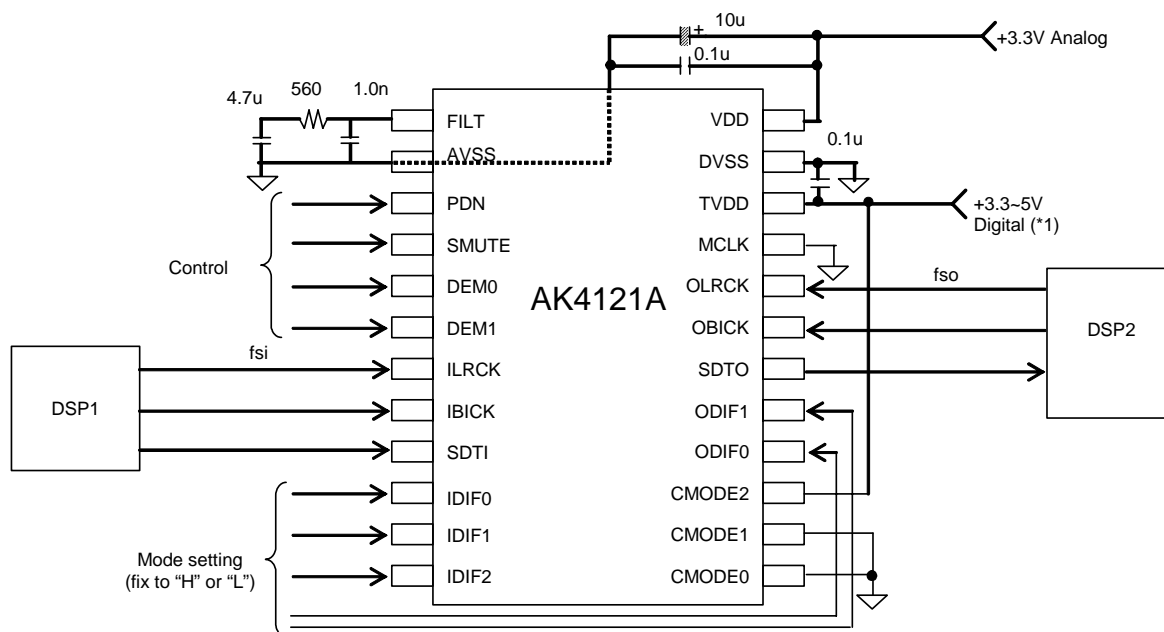 10u
+
+3.3V Analog
0.1u
4.7u
560
1.0n
FILT
AVSS
PDN
SMUTE
DEM0
DEM1
ILRCK
IBICK
SDTI
IDIF0
IDIF1
IDIF2
Control
fsi
DSP1
Mode setting
(fix to “H” or “L”)
AK4121A
VDD
DVSS
TVDD
MCLK
OLRCK
OBICK
SDTO
ODIF1
ODIF0
CMODE2
CMODE1
CMODE0
0.1u
+3.3~5V
Digital (*1)
fso
DSP2